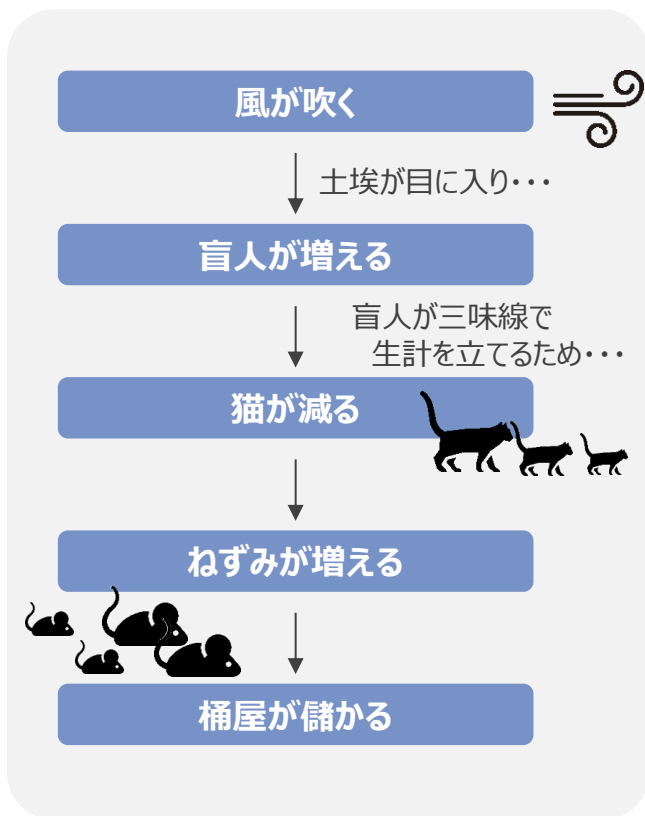 風が吹く
土埃が目に入り・・・
盲人が増える
盲人が三味線で
生計を立てるため・・・
猫が減る
ねずみが増える
桶屋が儲かる